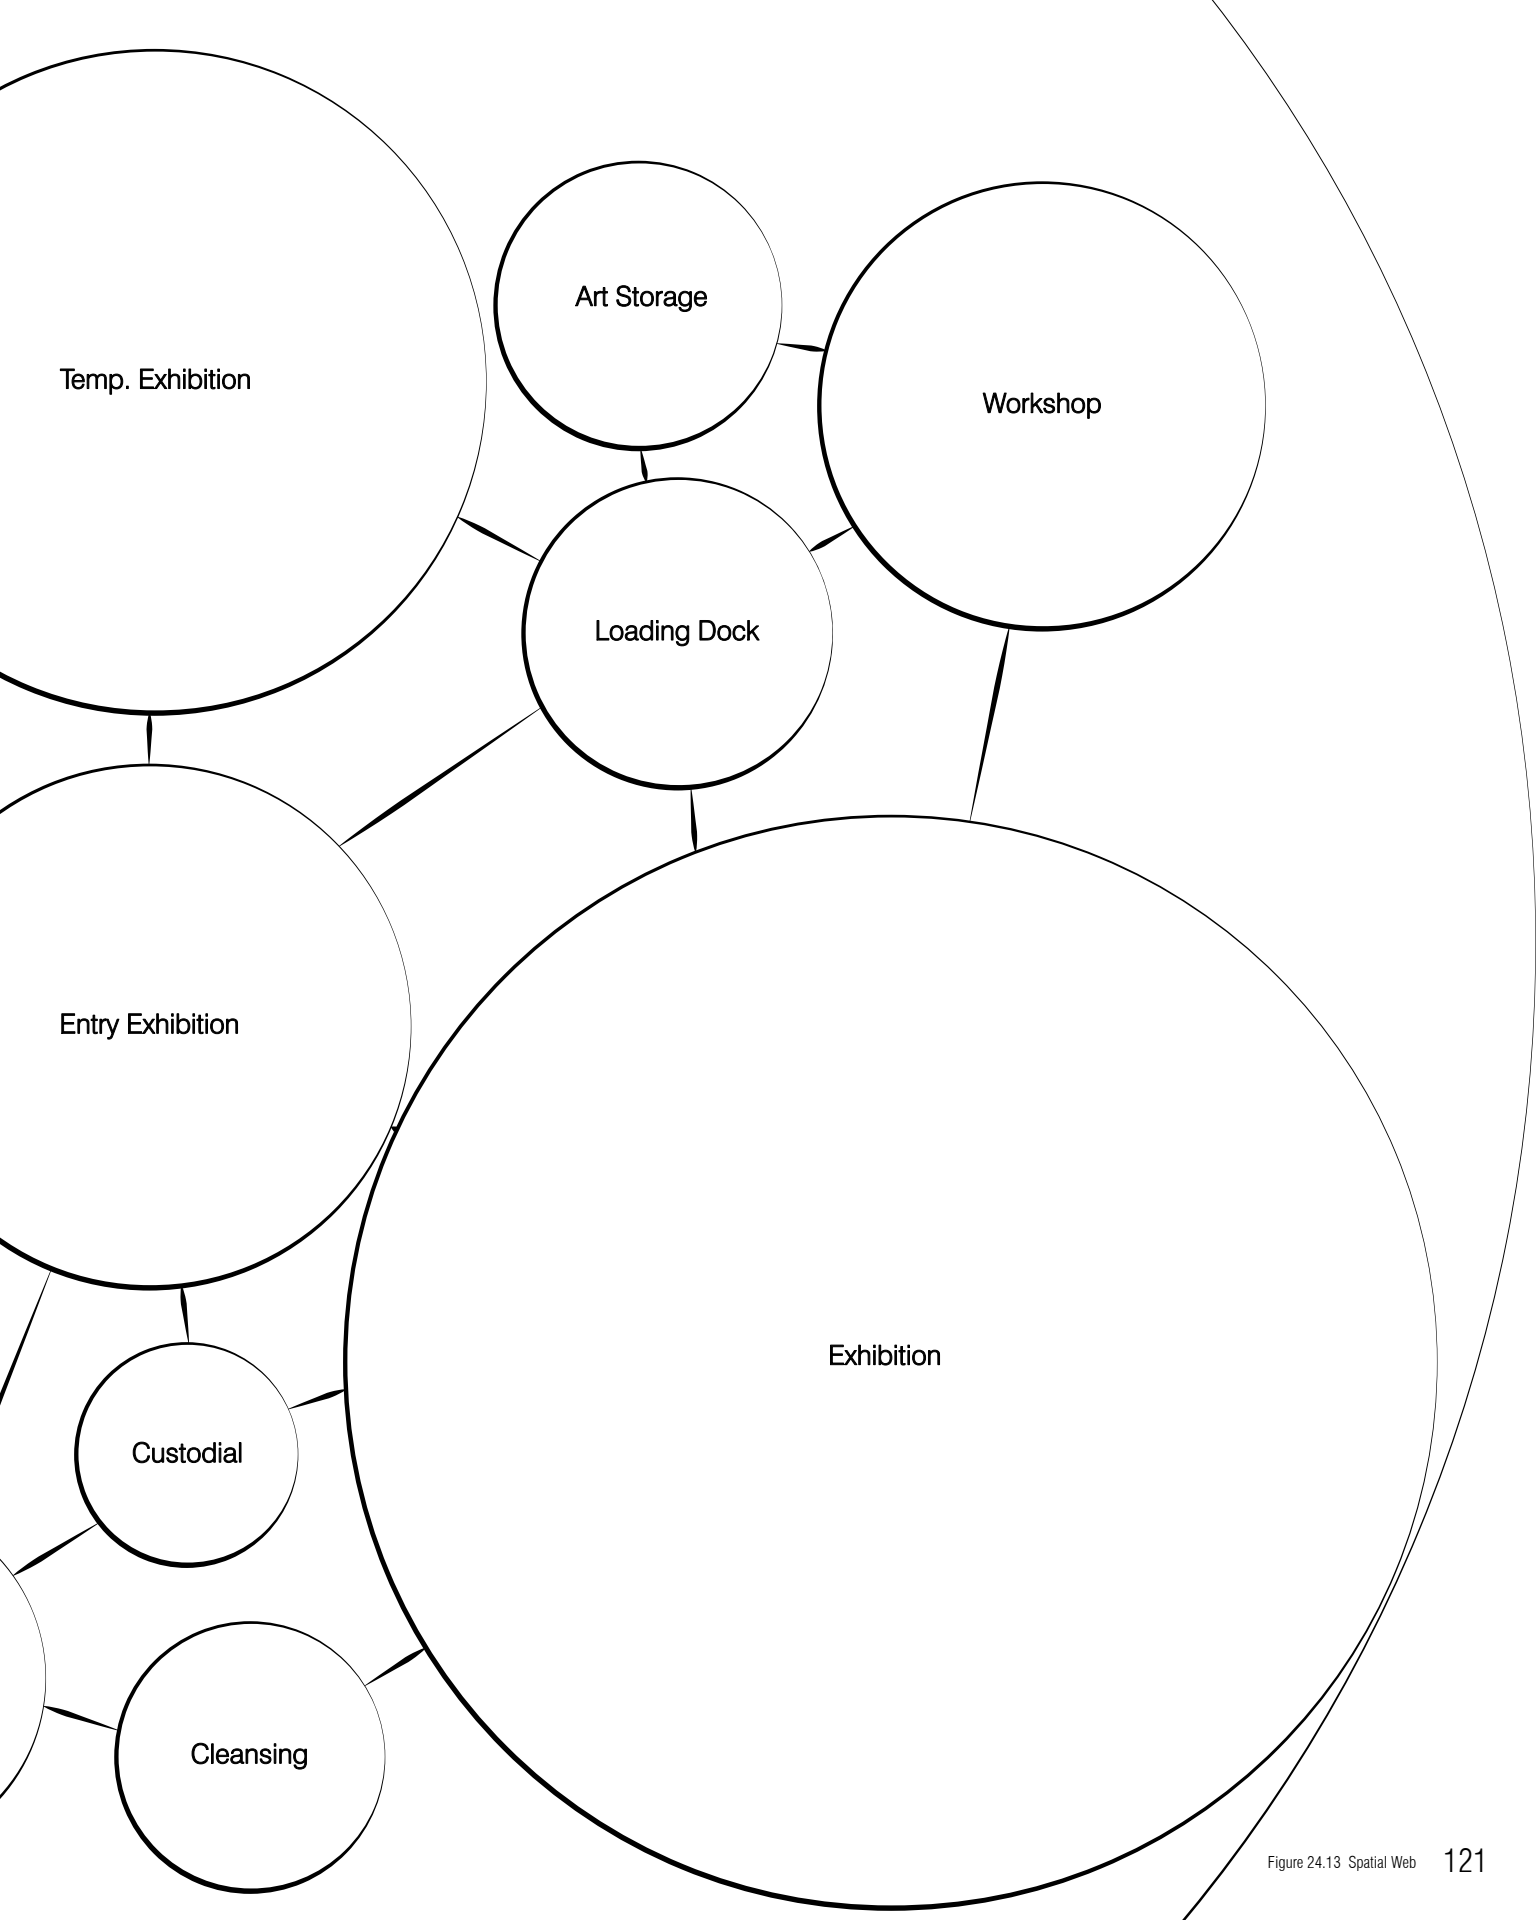 Art Storage
Temp. Exhibition
Workshop
Loading Dock
Entry Exhibition
Exhibition
Custodial
Cleansing
Figure 24.13 Spatial Web 121